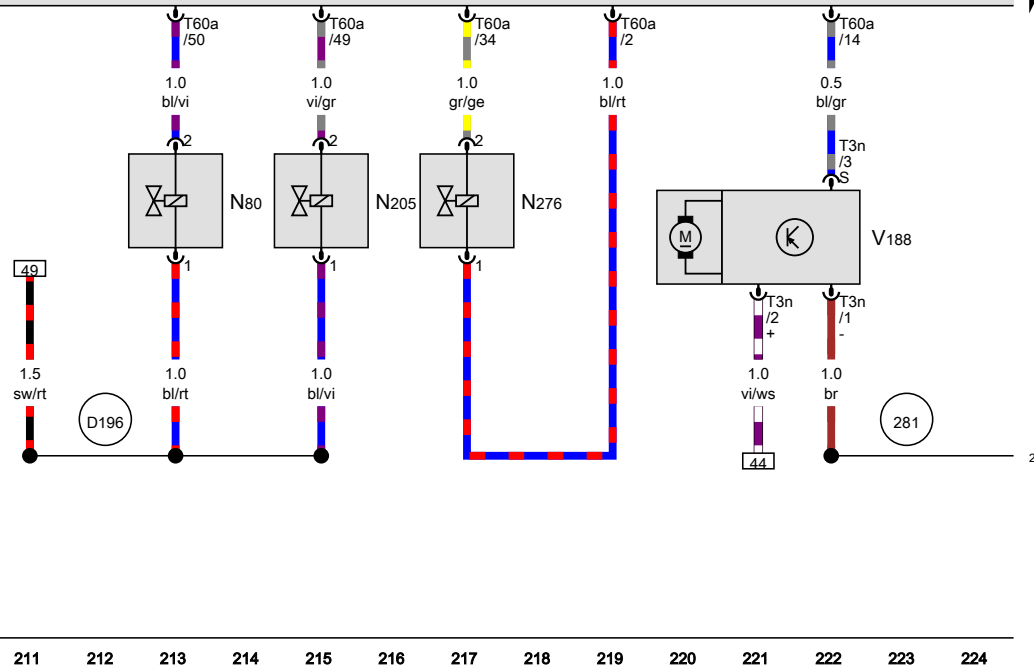 T60a
/50
T60a
/49
T60a
/34
T60a
/2
T60a
/14
1.0
bl/vi
1.0
vi/gr
1.0
gr/ge
1.0
bl/rt
0.5
bl/gr
2
2
2
T3n
/3
S
N80
N205
N276
M
V188
49
1
1
1
T3n
/2
+
T3n
/1
-
1.5
sw/rt
1.0
bl/rt
1.0
bl/vi
1.0
vi/ws
1.0
br
D196
281
44
2
211 212 213 214 215 216 217 218 219 220 221 222 223 224